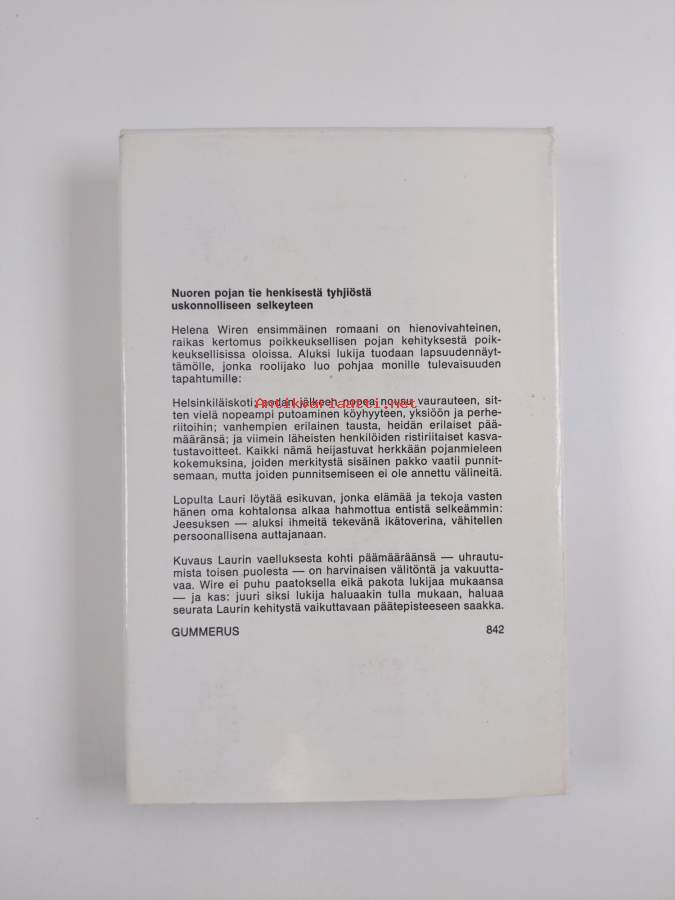 Nuoren pojan tie henkisestä tyhjiöstä
uskonnolliseen selkeyteen
Helena Wiren ensimmäinen romaani on hienovivahteinen,
raikas kertomus poikkeuksellisen pojan kehityksestä poik-
keuksellisissa oloissa. Aluksi lukija tuodaan lapsuudennäyt-
tämölle, jonka roolijako luo pohjaa monille tulevaisuuden
tapahtumille:
Helsinkiläiskoti; sodan jälkeen nopea nousu vaurauteen, sit-
Antikvariaatti.net
ten vielä nopeampi putoaminen köyhyyteen, yksiöön ja perhe-
riitoihin; vanhempien erilainen tausta, heidän erilaiset pää-
määränsä; ja viimein läheisten henkilöiden ristiriitaiset kasva-
tustavoitteet. Kaikki nämä heijastuvat herkkään pojanmieleen
kokemuksina, joiden merkitystä sisäinen pakko vaatii punnit-
semaan, mutta joiden punnitsemiseen ei ole annettu välineitä.
Lopulta Lauri löytää esikuvan, jonka elämää ja tekoja vasten
hänen oma kohtalonsa alkaa hahmottua entistä selkeämmin:
Jeesuksen — aluksi ihmeitä tekevänä ikätoverina, vähitellen
persoonallisena auttajanaan.
Kuvaus Laurin vaelluksesta kohti päämääräänsä — uhrautu-
mista toisen puolesta — on harvinaisen välitöntä ja vakuutta-
vaa. Wire ei puhu paatoksella eikä pakota lukijaa mukaansa
— ja kas: juuri siksi lukija haluaakin tulla mukaan, haluaa
seurata Laurin kehitystä vaikuttavaan päätepisteeseen saakka.
GUMMERUS 842